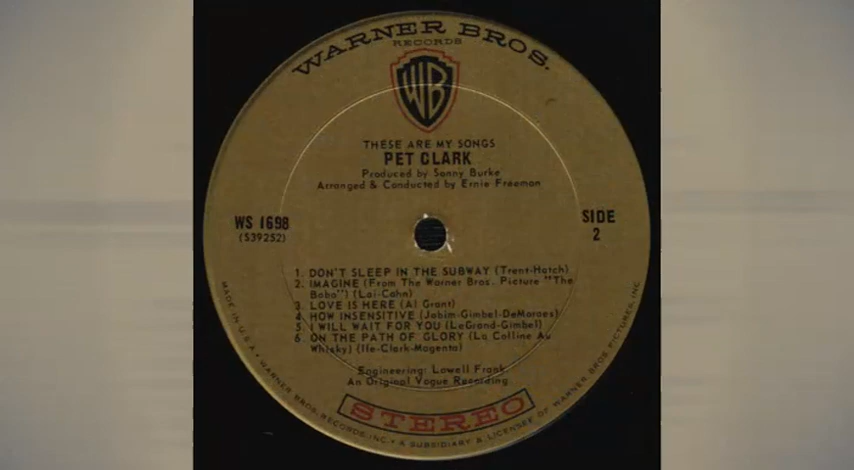 WARNER BROS.
RECORDS
WB
THESE ARE MY SONGS
PET CLARK
Produced by Sonny Burke
Arranged & Conducted by Ernie Freeman
WS 1698
(S39252)
SIDE
2
1. DON'T SLEEP IN THE SUBWAY (Trent-Hatch)
2. IMAGINE (From The Warner Bros. Picture "The
Bobo") (Lai-Cahn)
3. LOVE IS HERE (Al Grant)
4. HOW INSENSITIVE (Jobim-Gimbel-DeMoraes)
5. I WILL WAIT FOR YOU (LeGrand-Gimbel)
6. ON THE PATH OF GLORY (La Colline Au
Whisky) (Ile-Clark-Magenta)
Engineering: Lowell Frank
An Original Vogue Recording
STEREO
MADE IN U.S.A. • WARNER BROS. RECORDS, INC. • A SUBSIDIARY & LICENSEE OF WARNER BROS. PICTURES, INC.